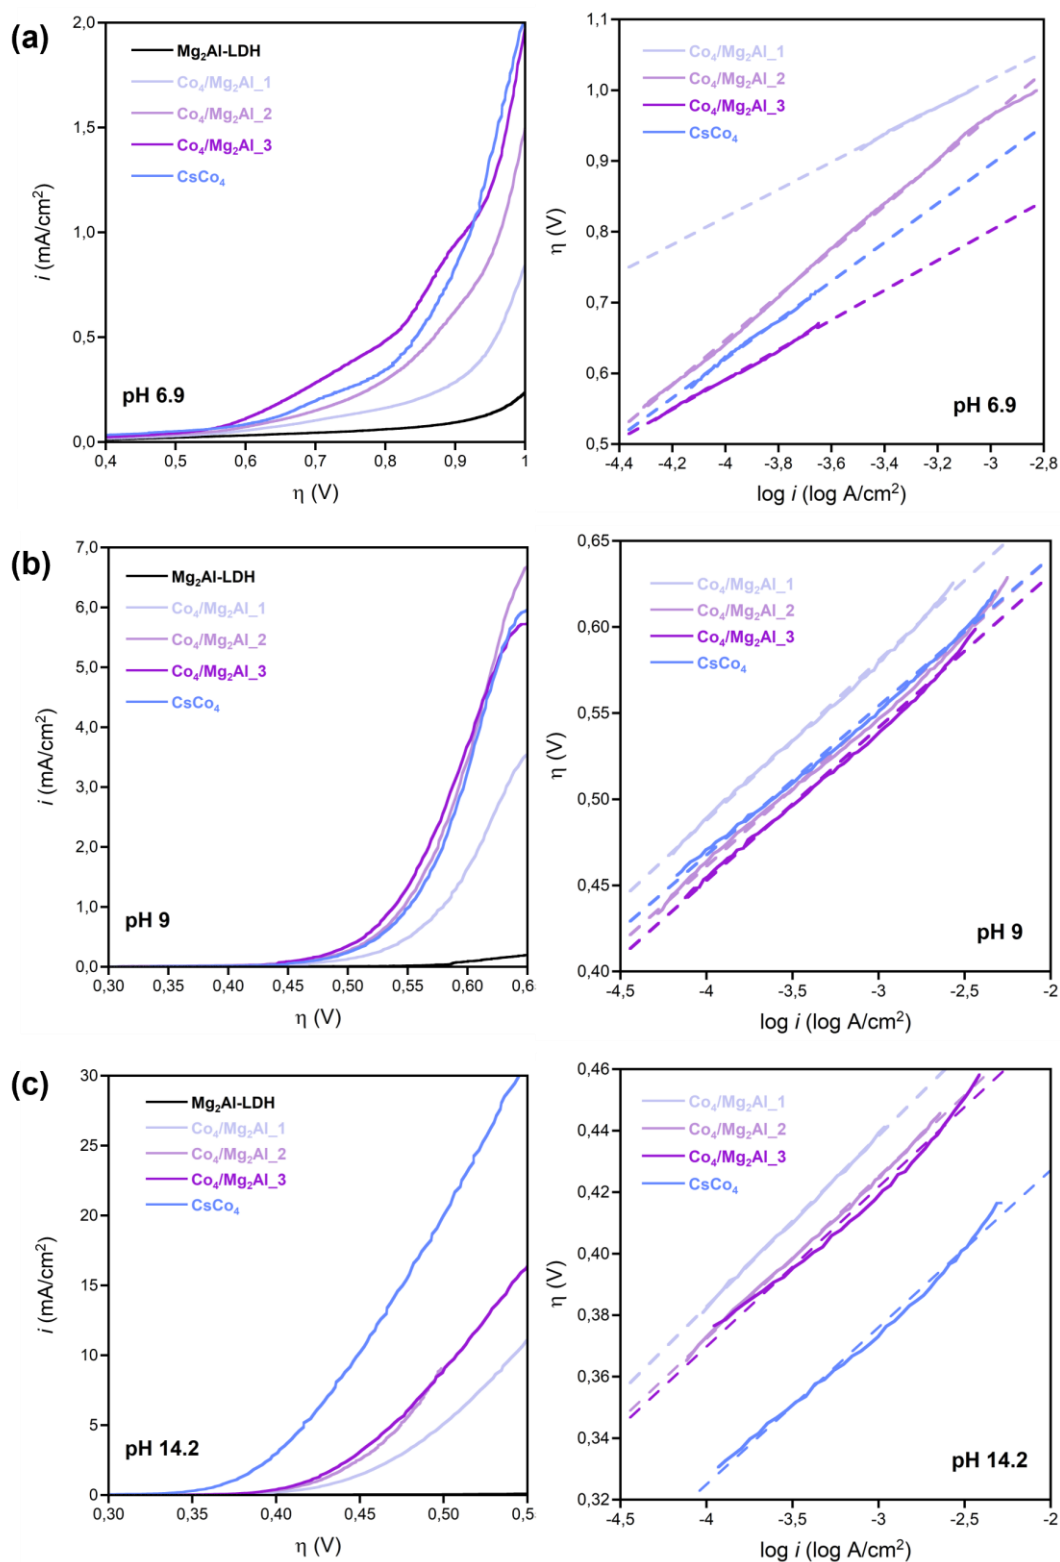 (a)
2,0
1,5
1,0
0,5
0,0
i (mA/cm²)
Mg₂Al-LDH
Co₄/Mg₂Al_1
Co₄/Mg₂Al_2
Co₄/Mg₂Al_3
CsCo₄
pH 6.9
0,4 0,5 0,6 0,7 0,8 0,9 1
η (V)
1,1
1,0
0,9
0,8
0,7
0,6
0,5
η (V)
Co₄/Mg₂Al_1
Co₄/Mg₂Al_2
Co₄/Mg₂Al_3
CsCo₄
pH 6.9
-4,4 -4,2 -4 -3,8 -3,6 -3,4 -3,2 -3 -2,8
log i (log A/cm²)
(b)
7,0
6,0
5,0
4,0
3,0
2,0
1,0
0,0
i (mA/cm²)
Mg₂Al-LDH
Co₄/Mg₂Al_1
Co₄/Mg₂Al_2
Co₄/Mg₂Al_3
CsCo₄
pH 9
0,30 0,35 0,40 0,45 0,50 0,55 0,60
η (V)
0,65
0,60
0,55
0,50
0,45
0,40
η (V)
Co₄/Mg₂Al_1
Co₄/Mg₂Al_2
Co₄/Mg₂Al_3
CsCo₄
pH 9
-4,5 -4 -3,5 -3 -2,5 -2
log i (log A/cm²)
(c)
30
25
20
15
10
5
0
i (mA/cm²)
Mg₂Al-LDH
Co₄/Mg₂Al_1
Co₄/Mg₂Al_2
Co₄/Mg₂Al_3
CsCo₄
pH 14.2
0,30 0,35 0,40 0,45 0,50
η (V)
0,46
0,44
0,42
0,40
0,38
0,36
0,34
0,32
η (V)
Co₄/Mg₂Al_1
Co₄/Mg₂Al_2
Co₄/Mg₂Al_3
CsCo₄
pH 14.2
-4,5 -4 -3,5 -3 -2,5 -2
log i (log A/cm²)